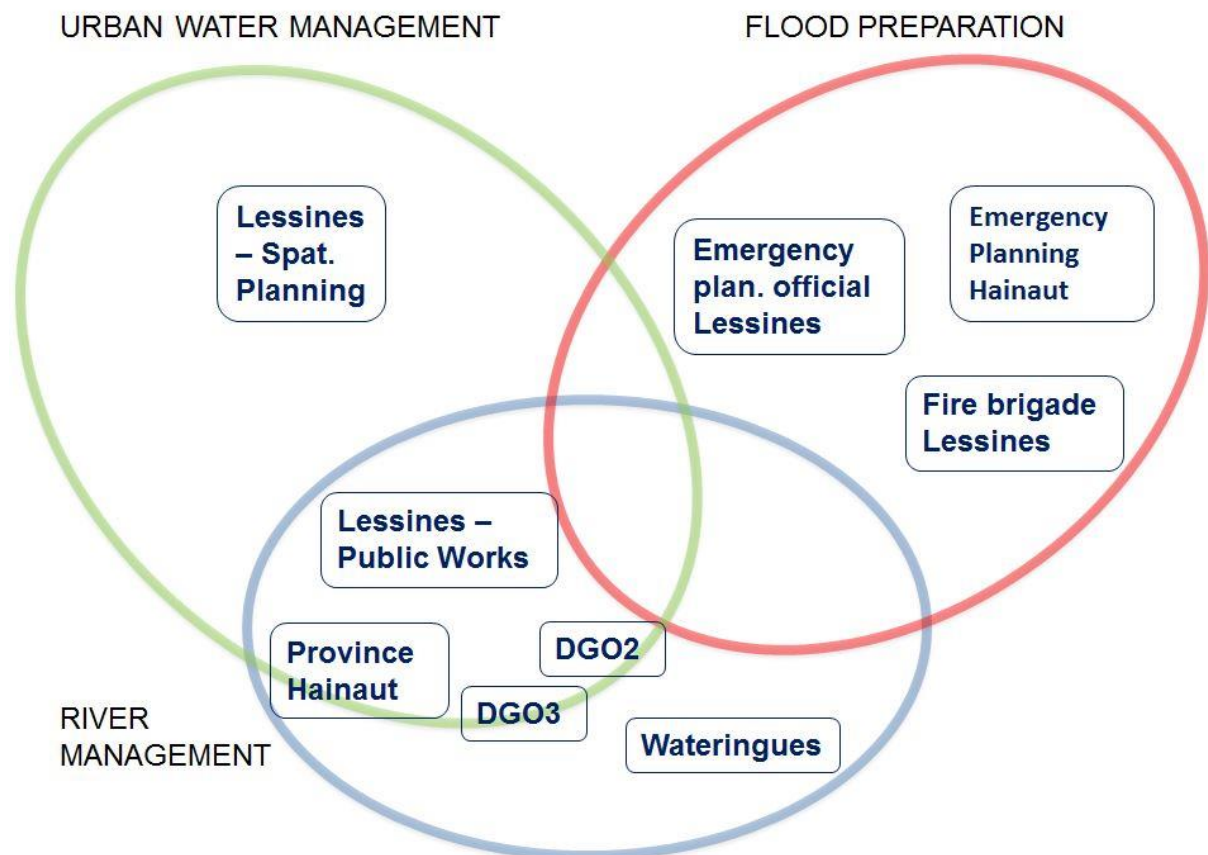 URBAN WATER MANAGEMENT
FLOOD PREPARATION
Lessines
– Spat.
Planning
Emergency
plan. official
Lessines
Emergency
Planning
Hainaut
Fire brigade
Lessines
Lessines –
Public Works
Province
Hainaut
DGO2
DGO3
Wateringues
RIVER
MANAGEMENT